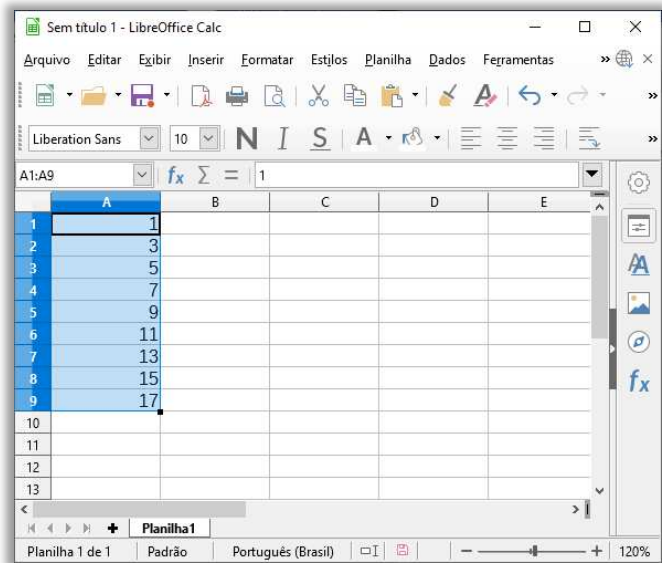 Sem título 1 - LibreOffice Calc
Arquivo Editar Exibir Inserir Formatar Estilos Planilha Dados Ferramentas »
»
Liberation Sans 10 N I S A »
A1:A9 fx Σ = 1
A B C D E
1 1
2 3
3 5
4 7
5 9
6 11
7 13
8 15
9 17
10
11
12
13
Planilha1
Planilha 1 de 1 Padrão Português (Brasil) 120%